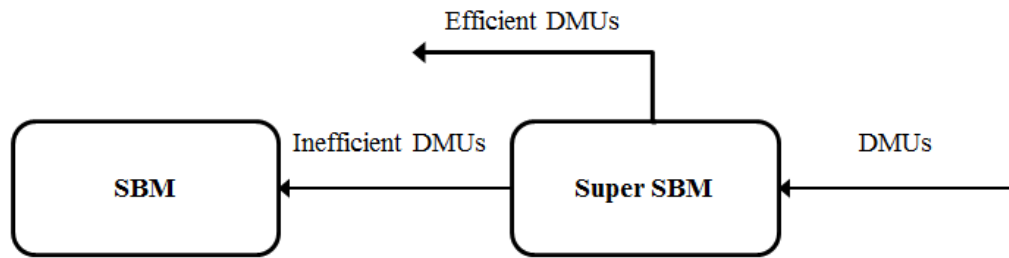 Efficient DMUs
Inefficient DMUs
DMUs
SBM
Super SBM